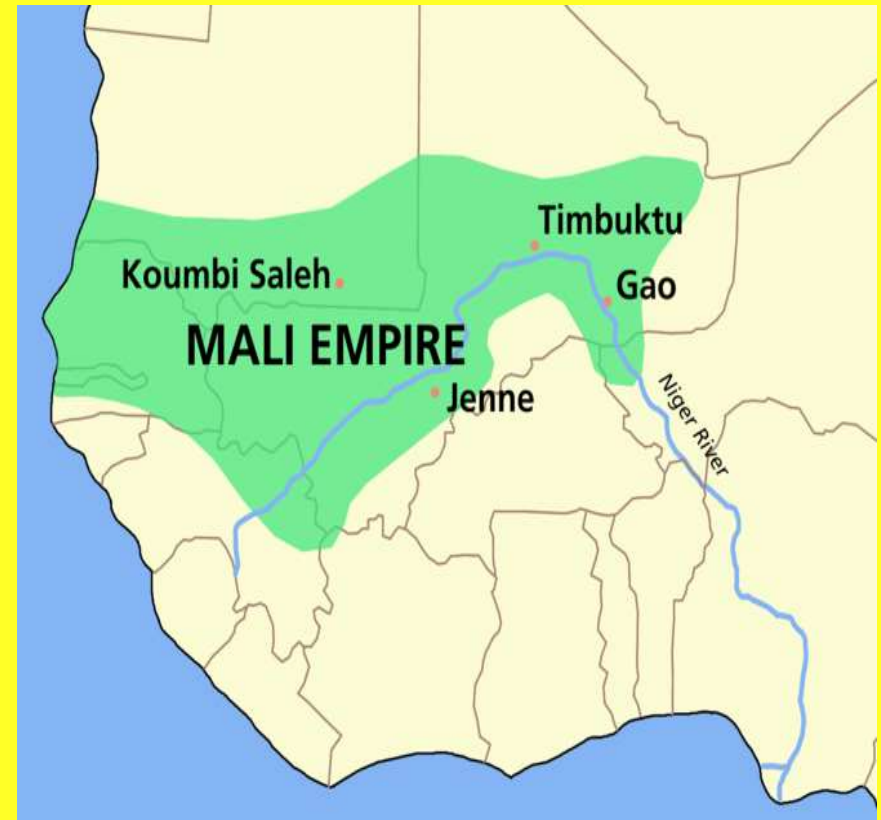 Timbuktu
Koumbi Saleh
Gao
MALI EMPIRE
Jenne
Niger River